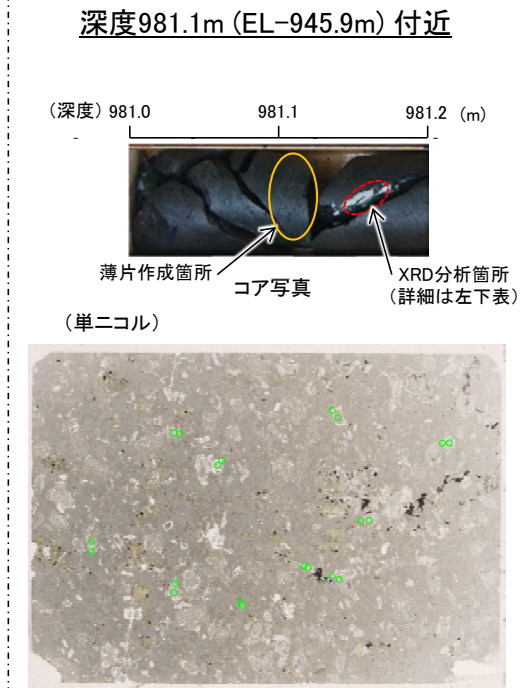 深度981.1m (EL-945.9m) 付近
（深度） 981.0 981.1 981.2 （m）
薄片作成箇所
コア写真
XRD分析箇所
（詳細は左下表）
（単ニコル）